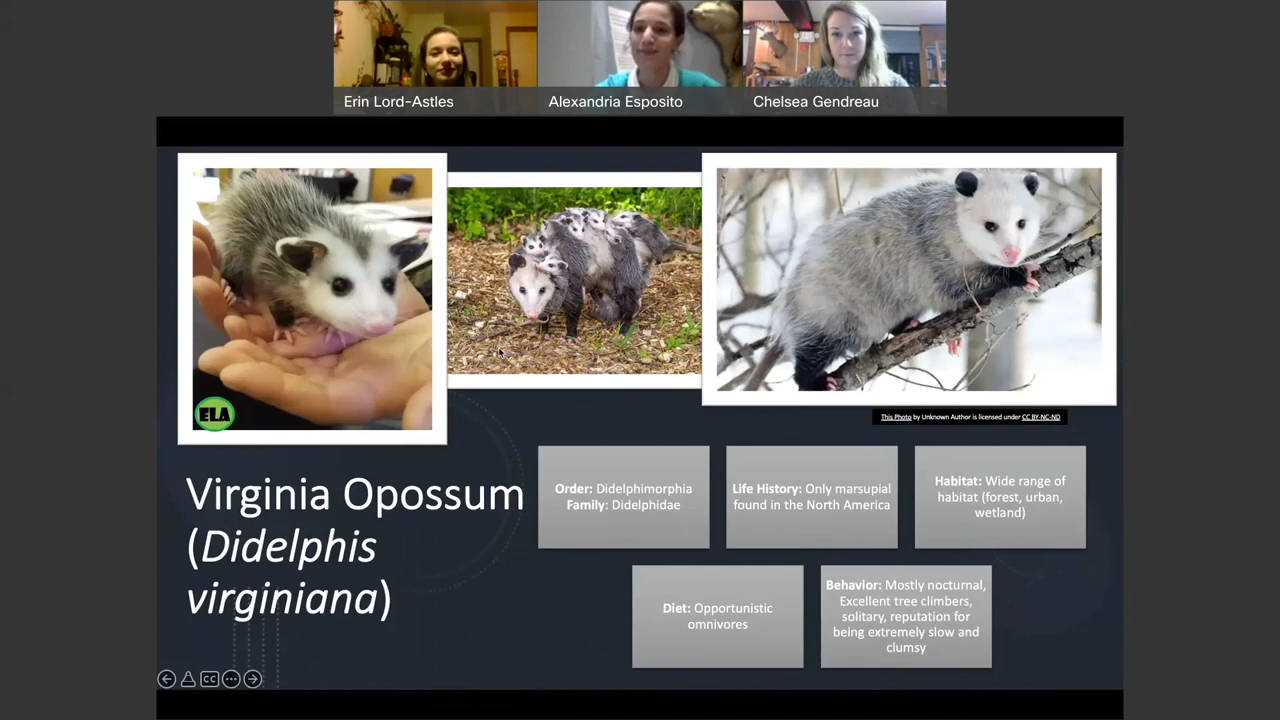 Erin Lord-Astles
Alexandria Esposito
Chelsea Gendreau
ELA
This Photo by Unknown Author is licensed under CC BY-NC-ND
Virginia Opossum
(Didelphis
virginiana)
Order: Didelphimorphia
Family: Didelphidae
Life History: Only marsupial
found in the North America
Habitat: Wide range of
habitat (forest, urban,
wetland)
Diet: Opportunistic
omnivores
Behavior: Mostly nocturnal,
Excellent tree climbers,
solitary, reputation for
being extremely slow and
clumsy
CC